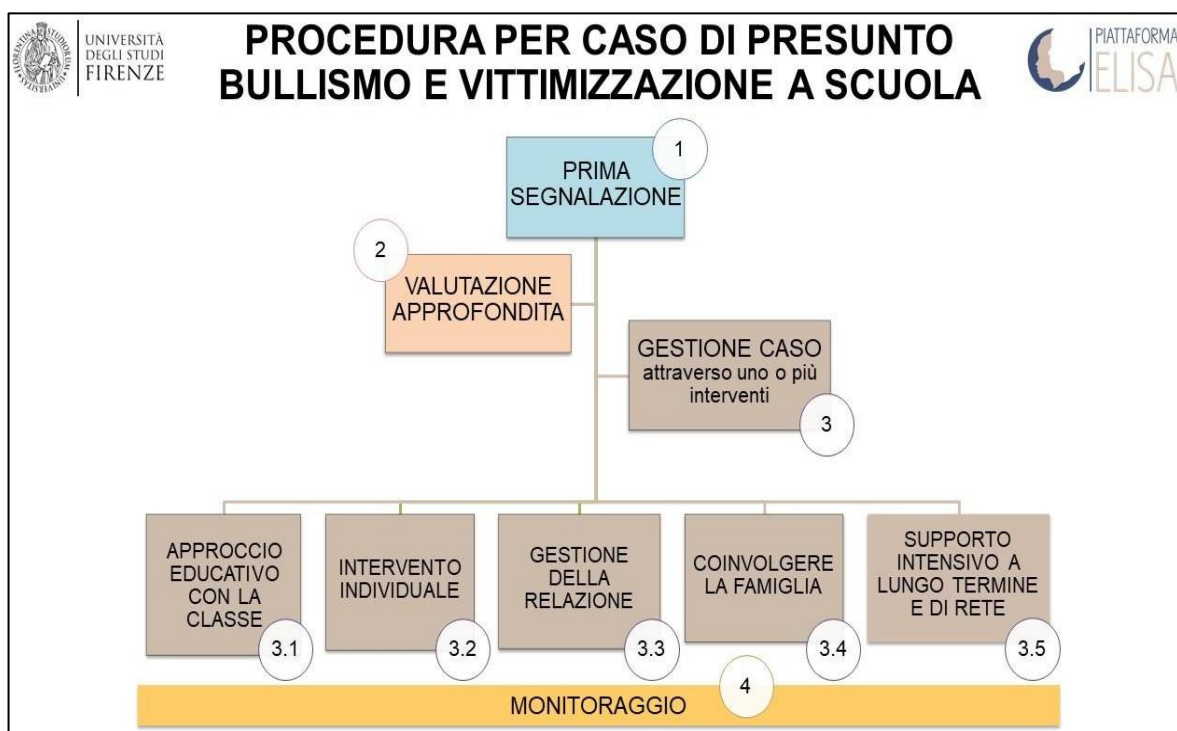 UNIVERSITÀ
DEGLI STUDI
FIRENZE
PROCEDURA PER CASO DI PRESUNTO
BULLISMO E VITTIMIZZAZIONE A SCUOLA
PIATTAFORMA
ELISA
1
PRIMA
SEGNALAZIONE
2
VALUTAZIONE
APPROFONDITA
GESTIONE CASO
attraverso uno o più
interventi
3
APPROCCIO
EDUCATIVO
CON LA
CLASSE
3.1
INTERVENTO
INDIVIDUALE
3.2
GESTIONE
DELLA
RELAZIONE
3.3
COINVOLGERE
LA FAMIGLIA
3.4
SUPPORTO
INTENSIVO A
LUNGO TERMINE
E DI RETE
3.5
4
MONITORAGGIO